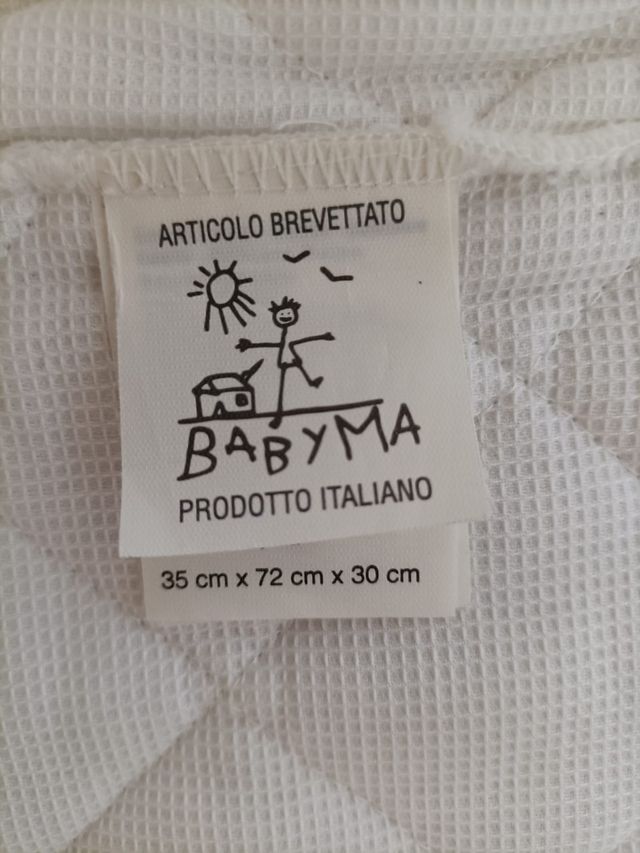 ARTICOLO BREVETTATO
BABYMA
PRODOTTO ITALIANO
35 cm x 72 cm x 30 cm